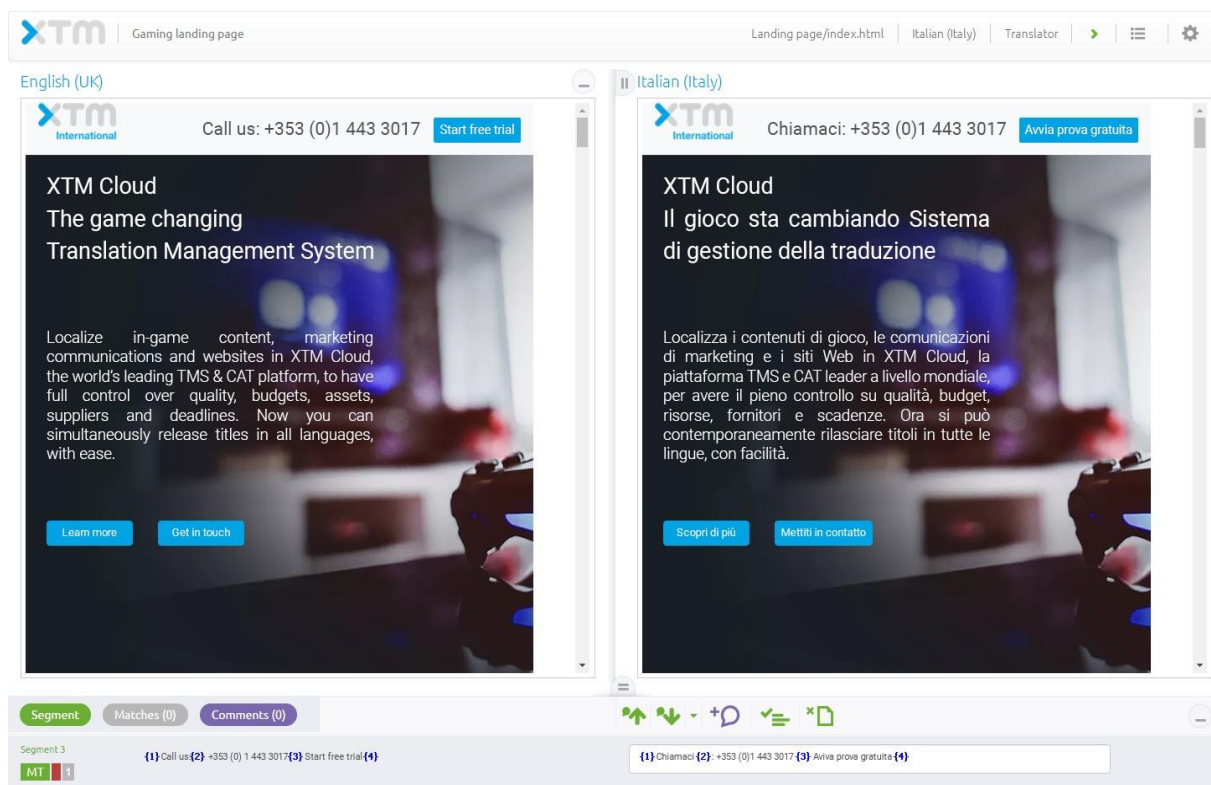 XTM Gaming landing page Landing page/index.html Italian (Italy) Translator
English (UK)
XTM
International
Call us: +353 (0)1 443 3017 Start free trial
XTM Cloud
The game changing
Translation Management System
Localize in-game content, marketing
communications and websites in XTM Cloud,
the world's leading TMS & CAT platform, to have
full control over quality, budgets, assets,
suppliers and deadlines. Now you can
simultaneously release titles in all languages,
with ease.
Learn more Get in touch
Italian (Italy)
XTM
International
Chiamaci: +353 (0)1 443 3017 Avvia prova gratuita
XTM Cloud
Il gioco sta cambiando Sistema
di gestione della traduzione
Localizza i contenuti di gioco, le comunicazioni
di marketing e i siti Web in XTM Cloud, la
piattaforma TMS e CAT leader a livello mondiale,
per avere il pieno controllo su qualità, budget,
risorse, fornitori e scadenze. Ora si può
contemporaneamente rilasciare titoli in tutte le
lingue, con facilità.
Scopri di più Mettiti in contatto
Segment Matches (0) Comments (0)
Segment 3
MT 1
{1} Call us{2} +353 (0) 1 443 3017{3} Start free trial{4}
{1} Chiamaci {2}: +353 (0)1 443 3017 {3} Aviva prova gratuita {4}